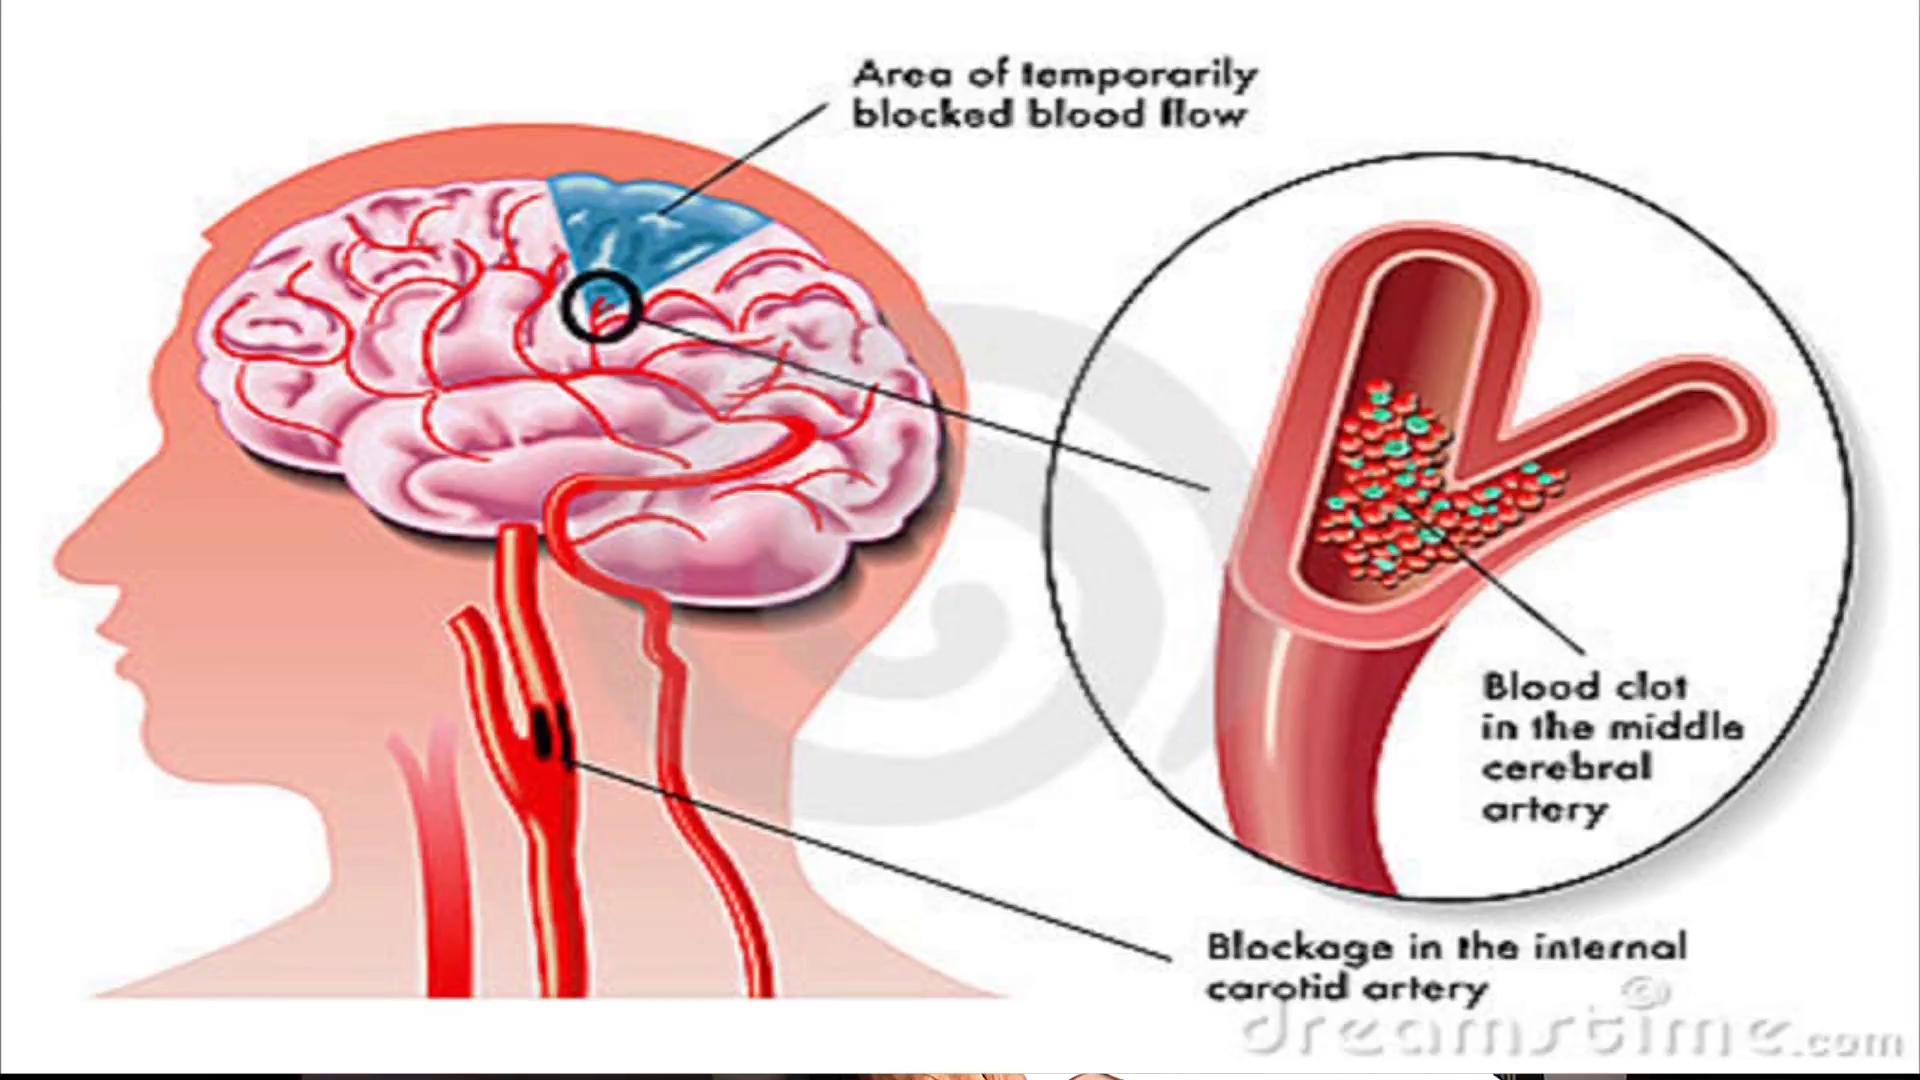 Area of temporarily
blocked blood flow
Blood clot
in the middle
cerebral
artery
Blockage in the internal
carotid artery
dreamstime.com